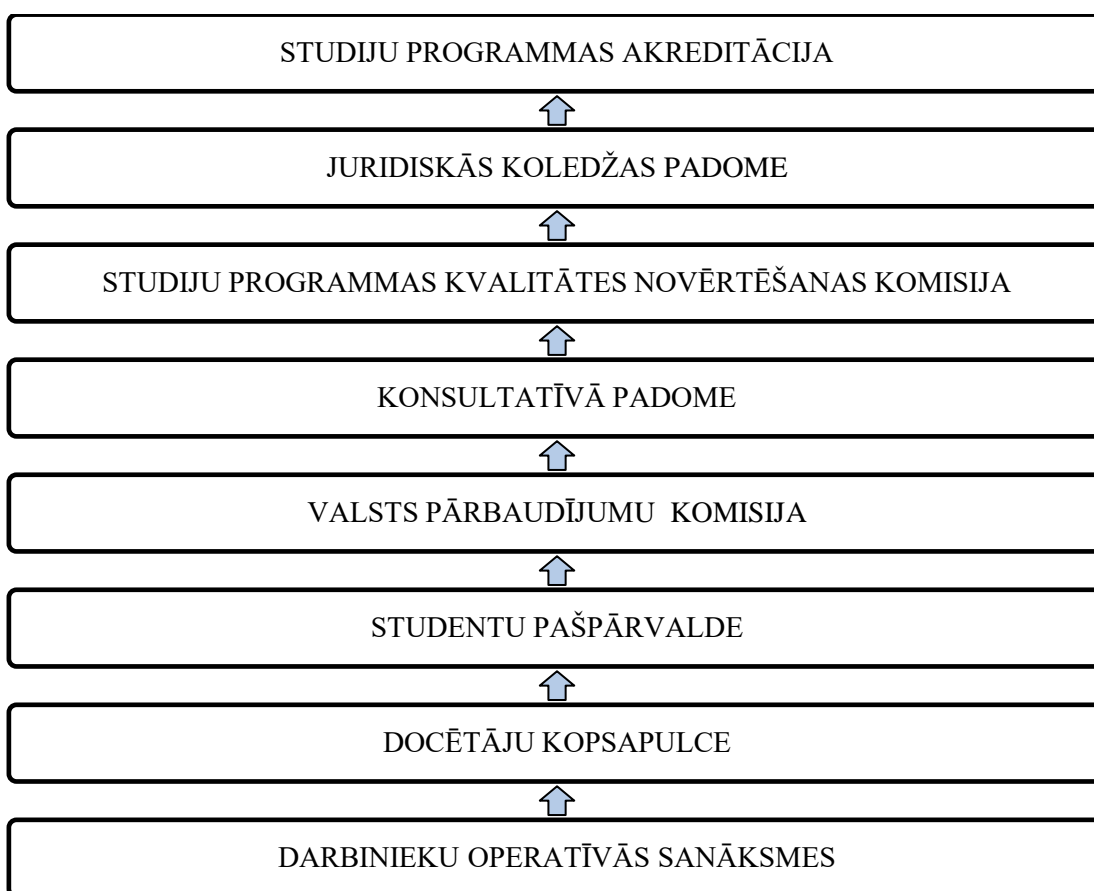 STUDIJU PROGRAMMAS AKREDITĀCIJA
JURIDISKĀS KOLEDŽAS PADOME
STUDIJU PROGRAMMAS KVALITĀTES NOVĒRTĒŠANAS KOMISIJA
KONSULTATĪVĀ PADOME
VALSTS PĀRBAUDĪJUMU KOMISIJA
STUDENTU PAŠPĀRVALDE
DOCĒTĀJU KOPSAPULCE
DARBINIEKU OPERATĪVĀS SANĀKSMES